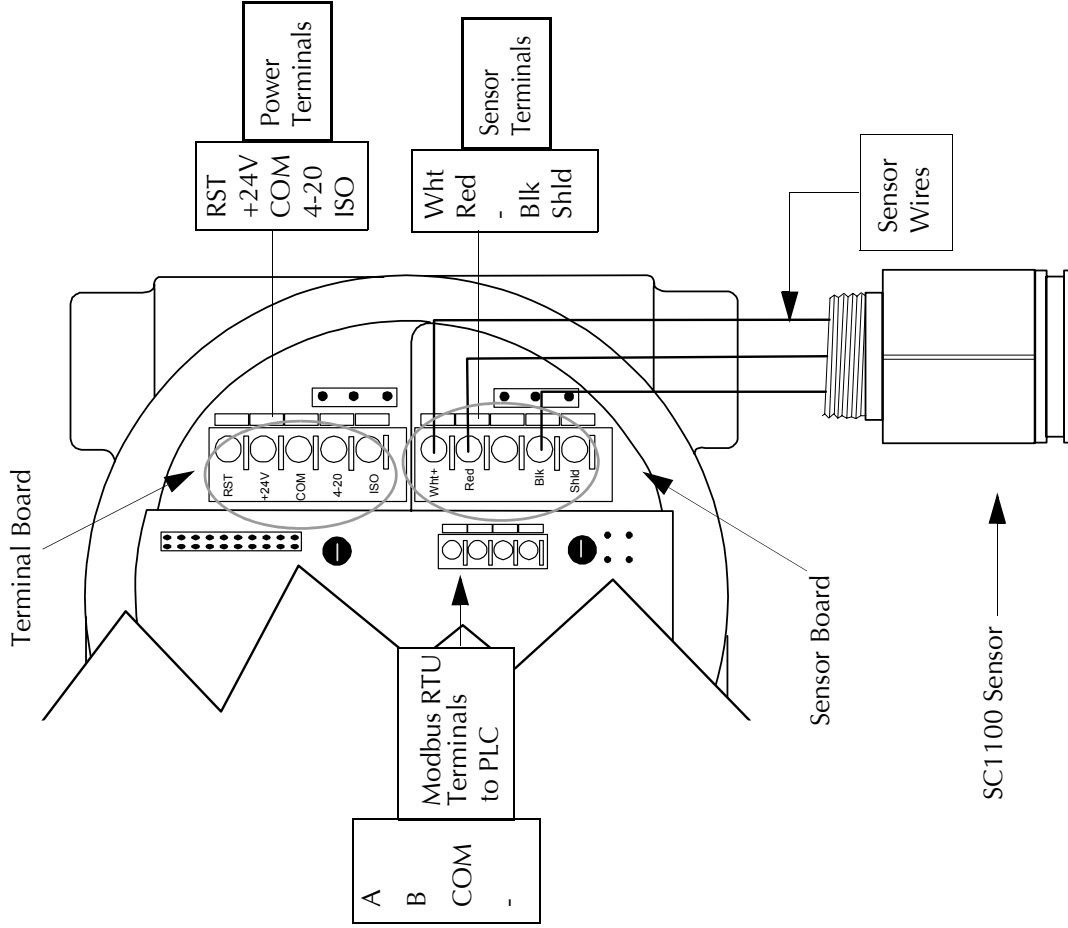 Terminal Board
RST
+24V
COM
4-20
ISO
Power
Terminals
Wht
Red
-
Blk
Shld
Sensor
Terminals
RST
+24V
COM
4-20
ISO
Wht+
Red
Blk
Shld
Sensor
Wires
A
B
COM
-
Modbus RTU
Terminals
to PLC
Sensor Board
SC1100 Sensor